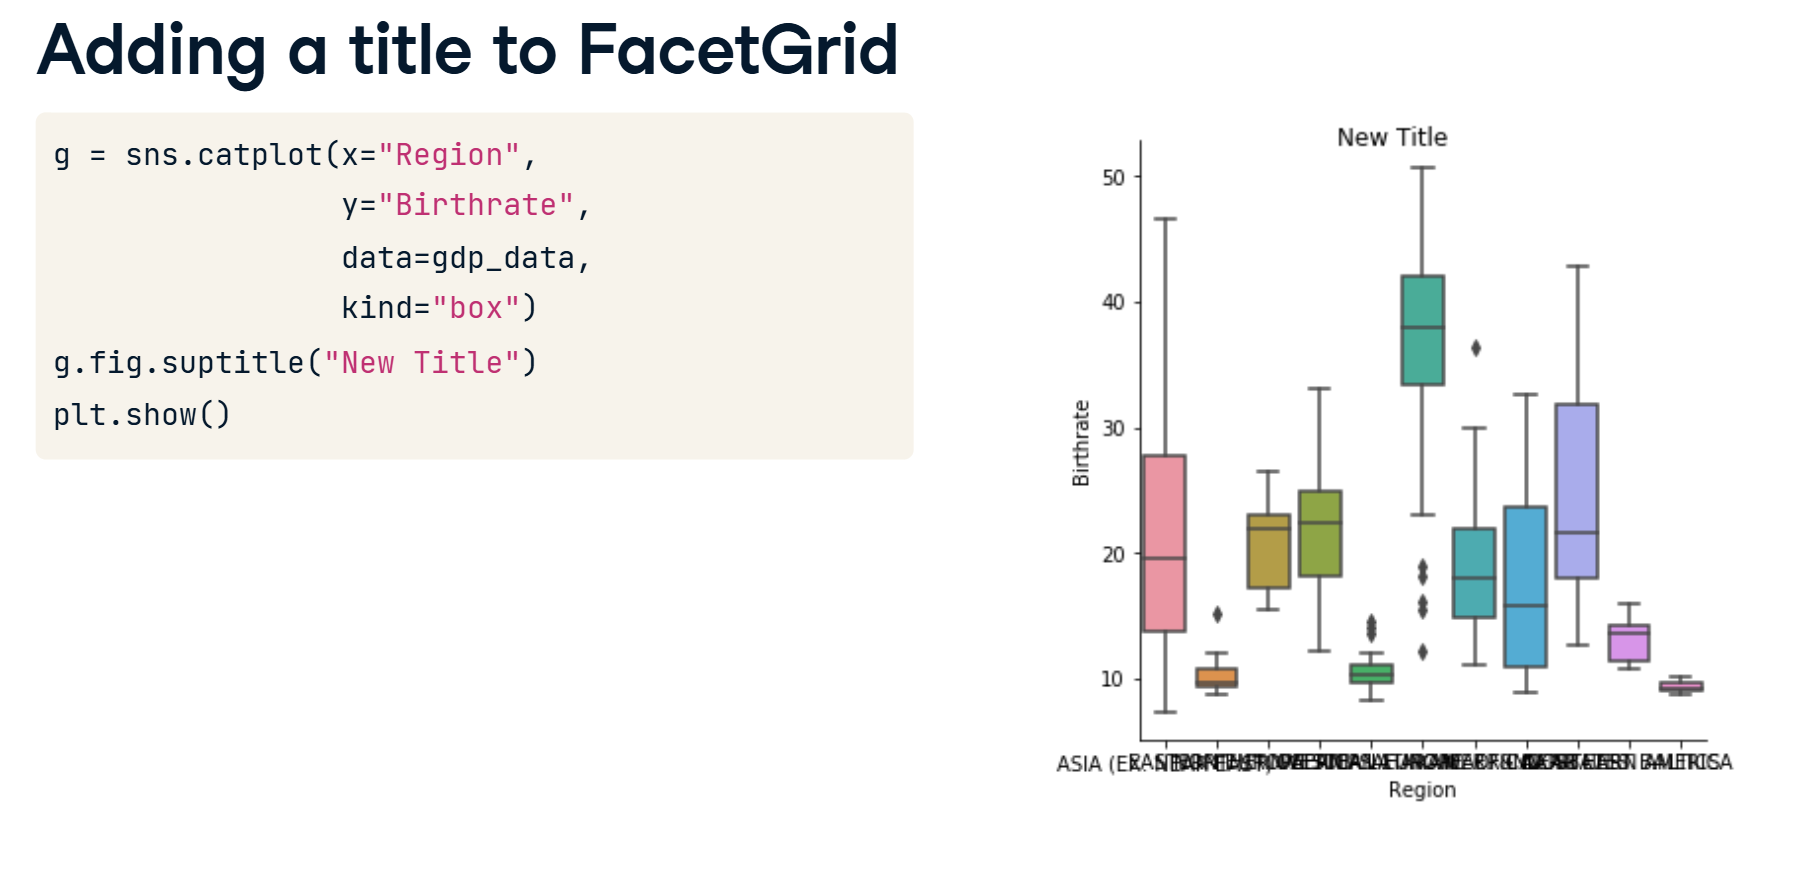 Adding a title to FacetGrid
g = sns.catplot(x="Region",
y="Birthrate",
data=gdp_data,
kind="box")
g.fig.suptitle("New Title")
plt.show()
New Title
50
40
30
20
10
Birthrate
ASIA (EX.
Region